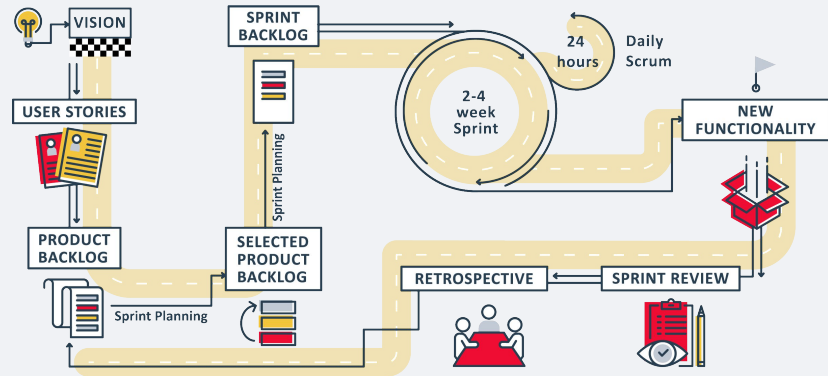 VISION
USER STORIES
PRODUCT
BACKLOG
Sprint Planning
SELECTED
PRODUCT
BACKLOG
Sprint Planning
SPRINT
BACKLOG
2-4
week
Sprint
24
hours
Daily
Scrum
NEW
FUNCTIONALITY
SPRINT REVIEW
RETROSPECTIVE